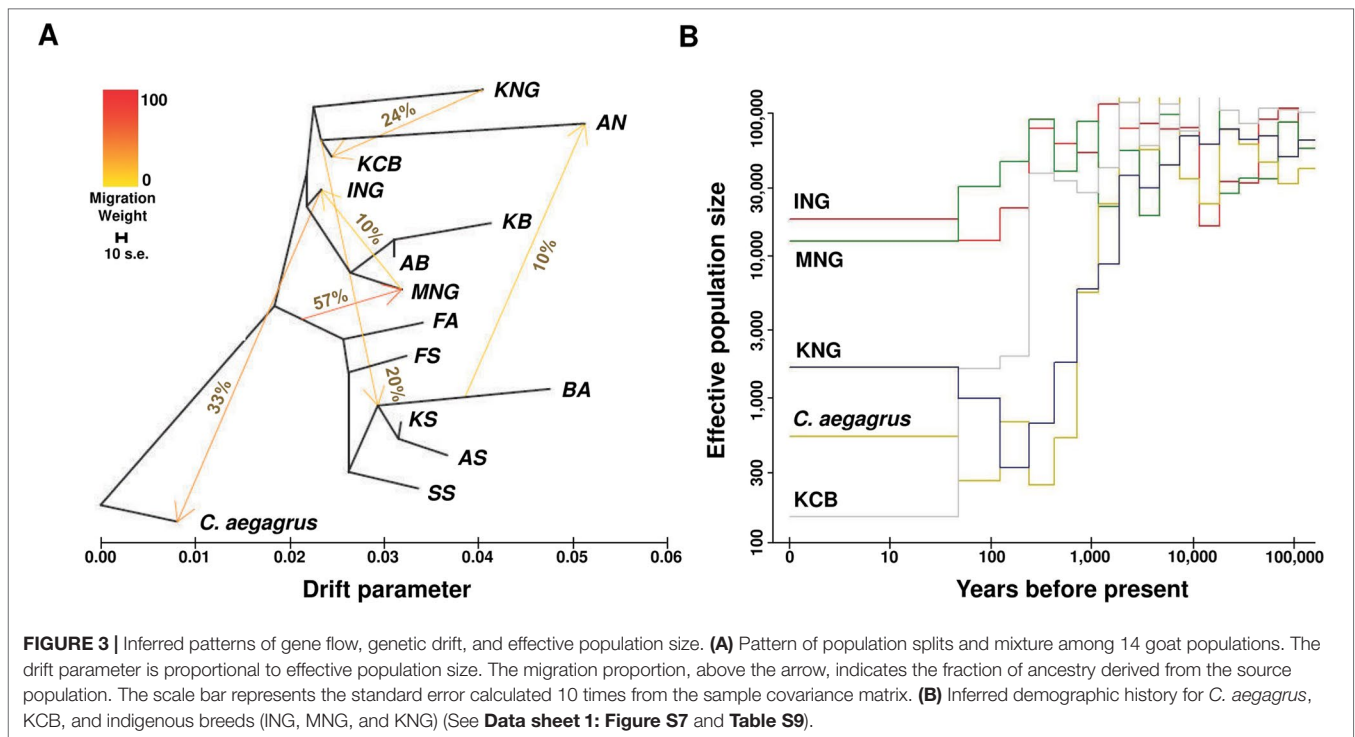 A
B
100
0
Migration
Weight
10 s.e.
KNG
24%
AN
KCB
ING
10%
KB
AB
MNG
57%
10%
FA
FS
33%
20%
BA
KS
AS
SS
C. aegagrus
0.00 0.01 0.02 0.03 0.04 0.05 0.06
Drift parameter
Effective population size
100,000
30,000
10,000
3,000
1,000
300
100
ING
MNG
KNG
C. aegagrus
KCB
0 10 100 1,000 10,000 100,000
Years before present
FIGURE 3 | Inferred patterns of gene flow, genetic drift, and effective population size. (A) Pattern of population splits and mixture among 14 goat populations. The
drift parameter is proportional to effective population size. The migration proportion, above the arrow, indicates the fraction of ancestry derived from the source
population. The scale bar represents the standard error calculated 10 times from the sample covariance matrix. (B) Inferred demographic history for C. aegagrus,
KCB, and indigenous breeds (ING, MNG, and KNG) (See Data sheet 1: Figure S7 and Table S9).